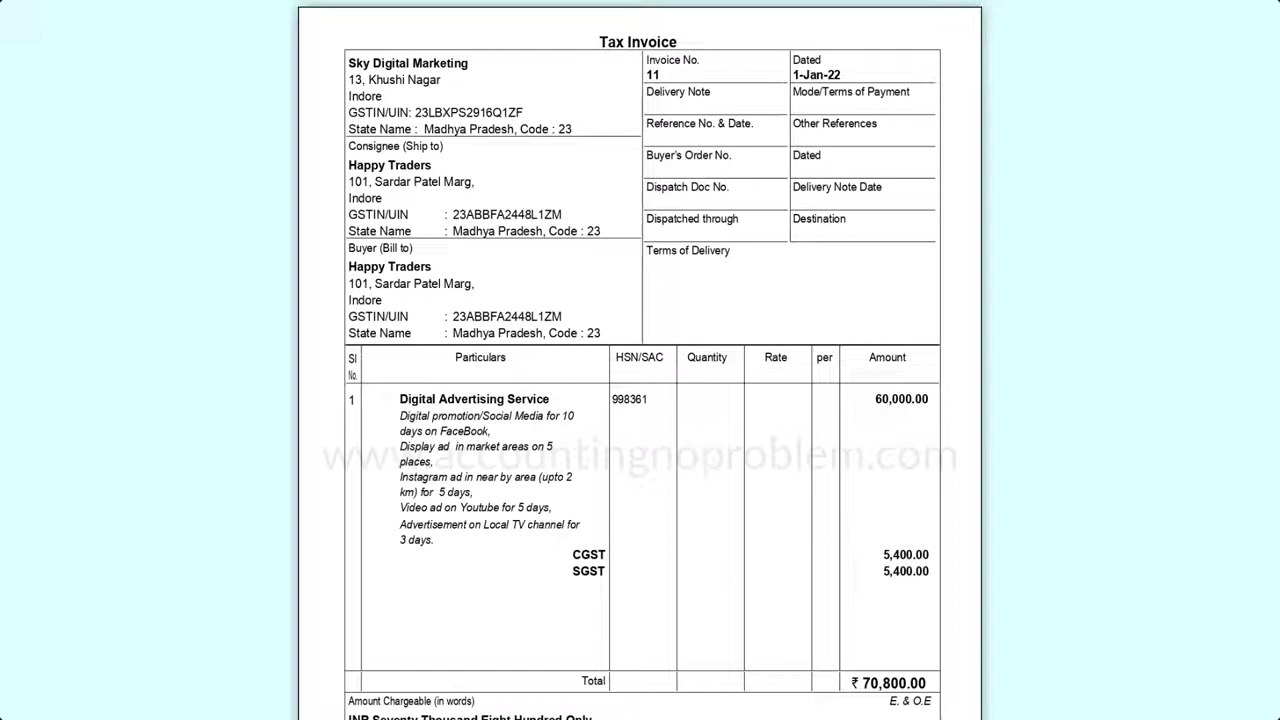 Tax Invoice
Sky Digital Marketing
13, Khushi Nagar
Indore
GSTIN/UIN: 23LBXPS2916Q1ZF
State Name : Madhya Pradesh, Code : 23
Consignee (Ship to)
Happy Traders
101, Sardar Patel Marg,
Indore
GSTIN/UIN : 23ABBFA2448L1ZM
State Name : Madhya Pradesh, Code : 23
Buyer (Bill to)
Happy Traders
101, Sardar Patel Marg,
Indore
GSTIN/UIN : 23ABBFA2448L1ZM
State Name : Madhya Pradesh, Code : 23
Invoice No. Dated
11 1-Jan-22
Delivery Note Mode/Terms of Payment
Reference No. & Date. Other References
Buyer's Order No. Dated
Dispatch Doc No. Delivery Note Date
Dispatched through Destination
Terms of Delivery
Sl Particulars HSN/SAC Quantity Rate per Amount
No.
1 Digital Advertising Service 998361 60,000.00
Digital promotion/Social Media for 10
days on FaceBook,
Display ad in market areas on 5
places,
www.accountingnoproblem.com
Instagram ad in near by area (upto 2
km) for 5 days,
Video ad on Youtube for 5 days,
Advertisement on Local TV channel for
3 days.
CGST 5,400.00
SGST 5,400.00
Total ₹ 70,800.00
Amount Chargeable (in words) E. & O.E
INR Seventy Thousand Eight Hundred Only